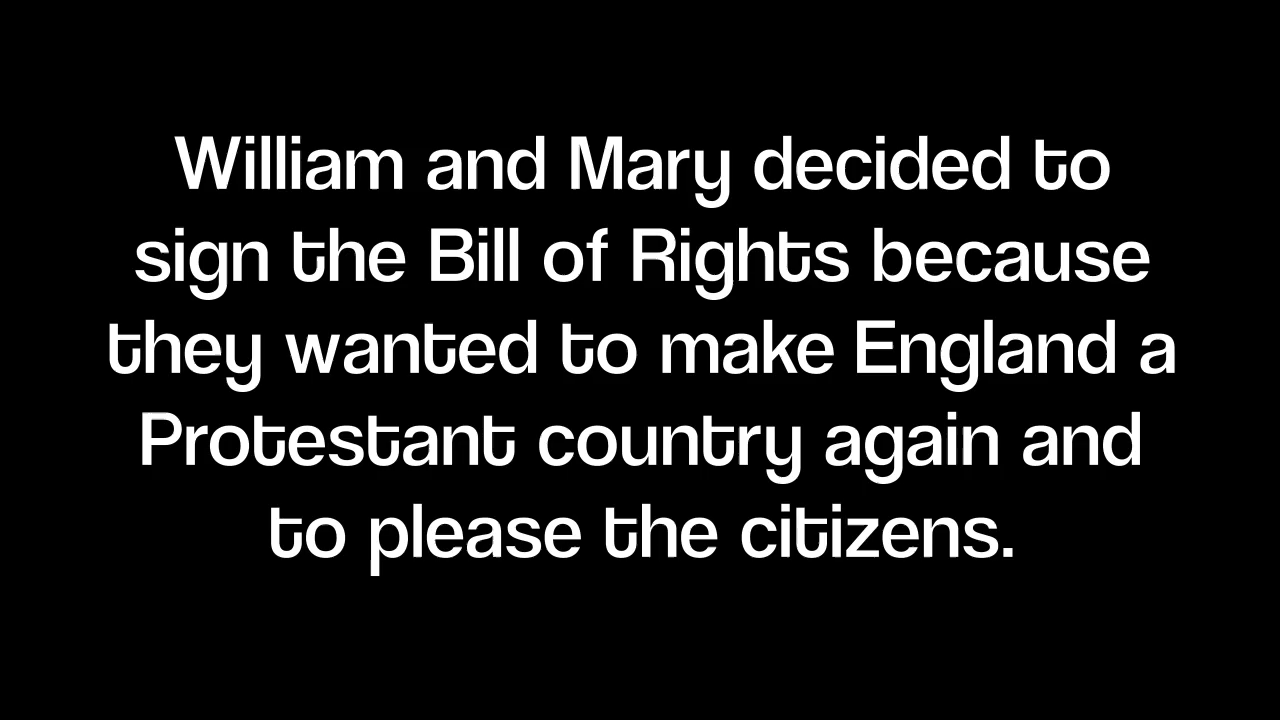 William and Mary decided to
sign the Bill of Rights because
they wanted to make England a
Protestant country again and
to please the citizens.